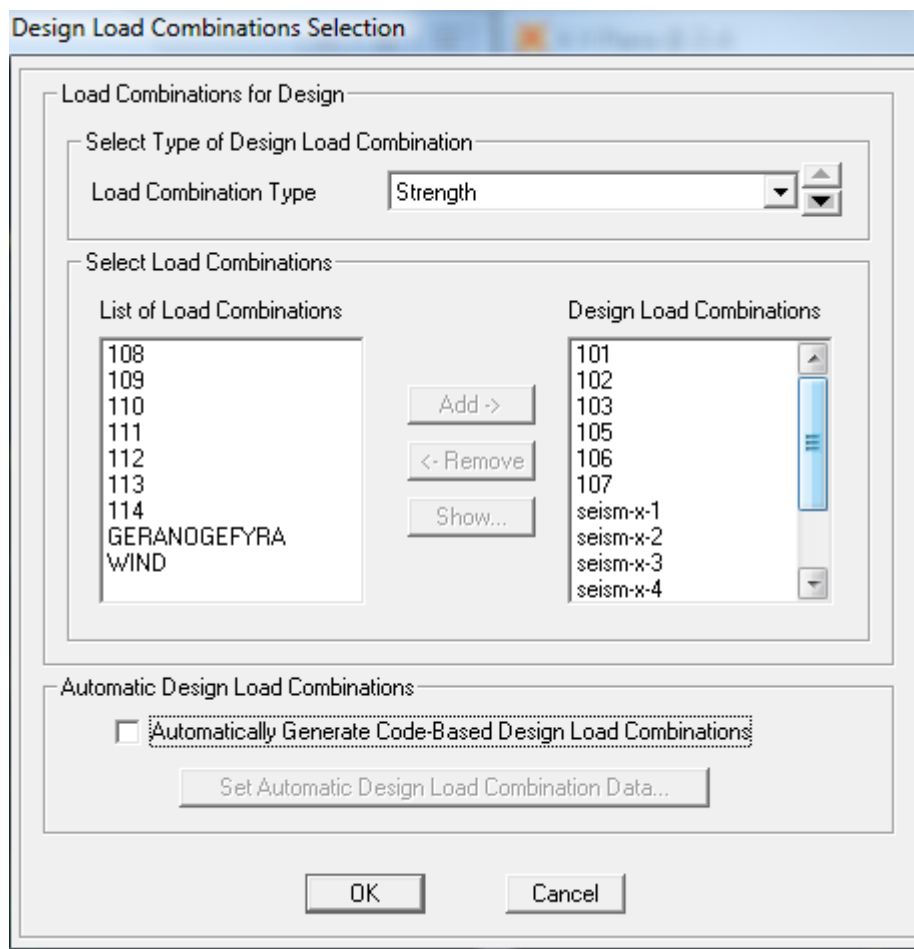 Design Load Combinations Selection
Load Combinations for Design
Select Type of Design Load Combination
Load Combination Type
Strength
Select Load Combinations
List of Load Combinations
108
109
110
111
112
113
114
GERANOGEFYRA
WIND
Add ->
<- Remove
Show...
Design Load Combinations
101
102
103
105
106
107
seism-x-1
seism-x-2
seism-x-3
seism-x-4
Automatic Design Load Combinations
Automatically Generate Code-Based Design Load Combinations
Set Automatic Design Load Combination Data...
OK
Cancel